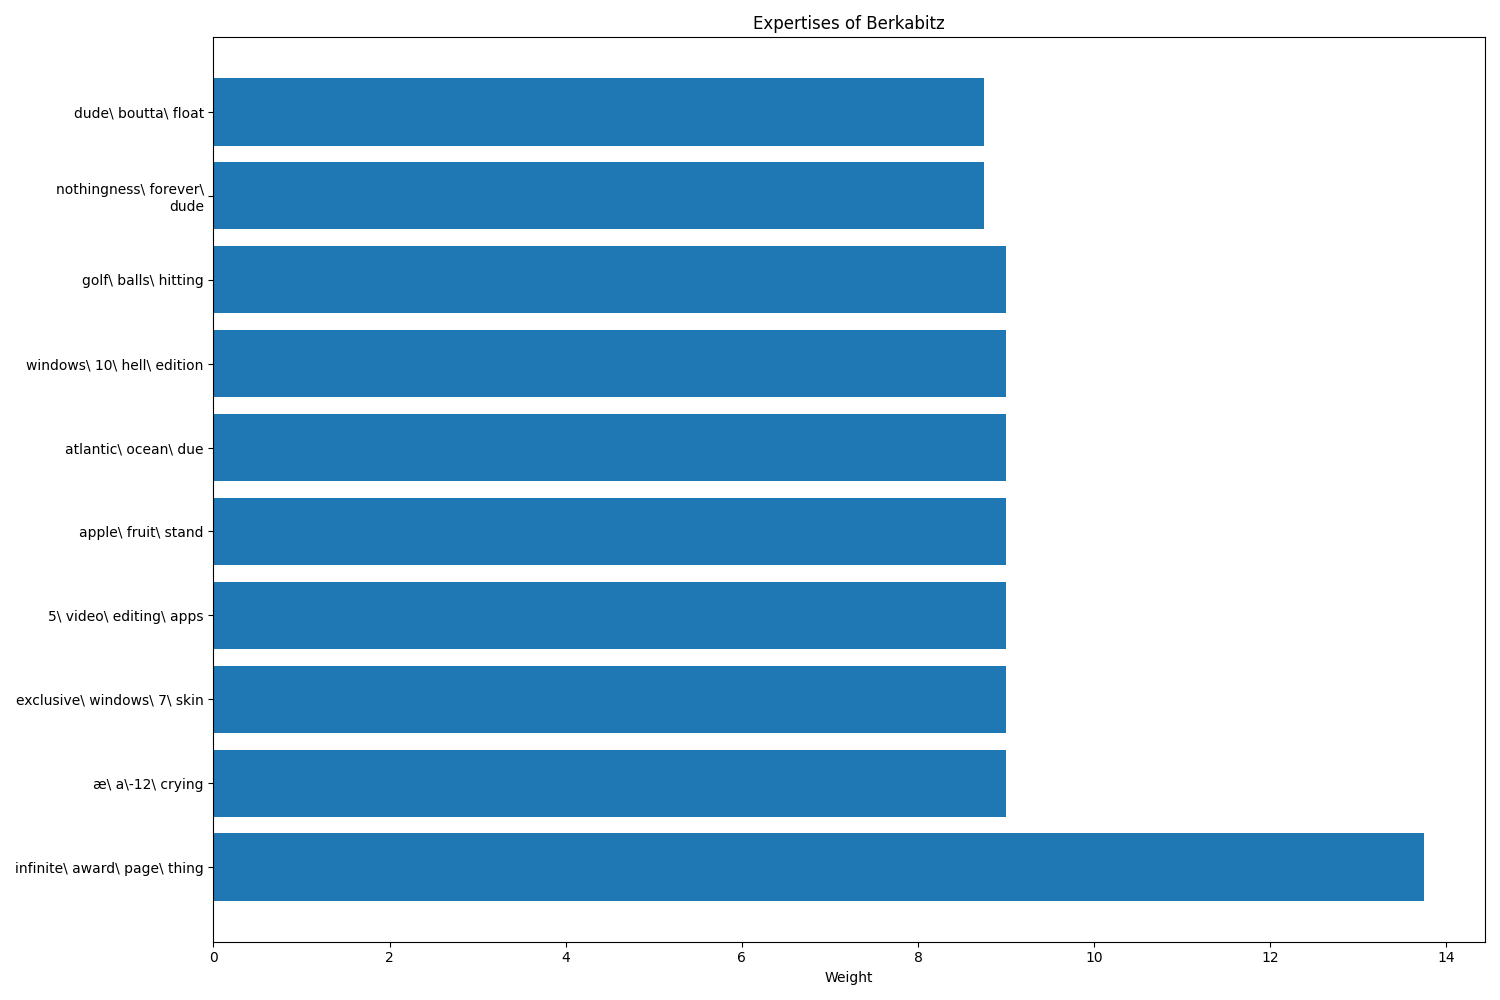 Expertises of Berkabitz
dude\ boutta\ float
nothingness\ forever\
dude
golf\ balls\ hitting
windows\ 10\ hell\ edition
atlantic\ ocean\ due
apple\ fruit\ stand
5\ video\ editing\ apps
exclusive\ windows\ 7\ skin
æ\ a\-12\ crying
infinite\ award\ page\ thing
0 2 4 6 8 10 12 14
Weight